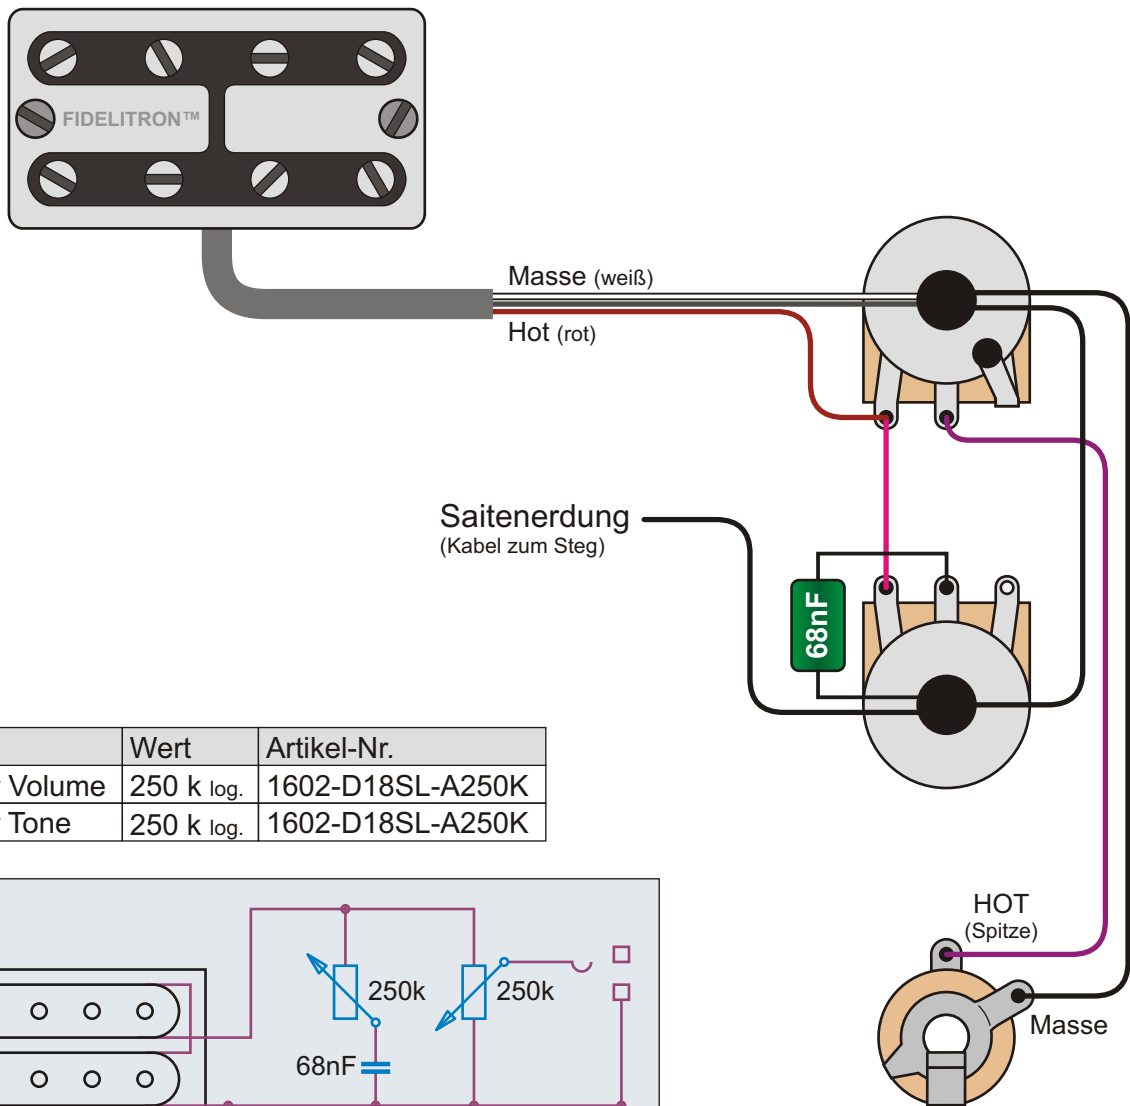 FIDELITRON™
Masse (weiß)
Hot (rot)
Saitenerdung
(Kabel zum Steg)
68nF
Wert Artikel-Nr.
Volume 250 k log. 1602-D18SL-A250K
Tone 250 k log. 1602-D18SL-A250K
HOT
(Spitze)
250k 250k
Masse
68nF